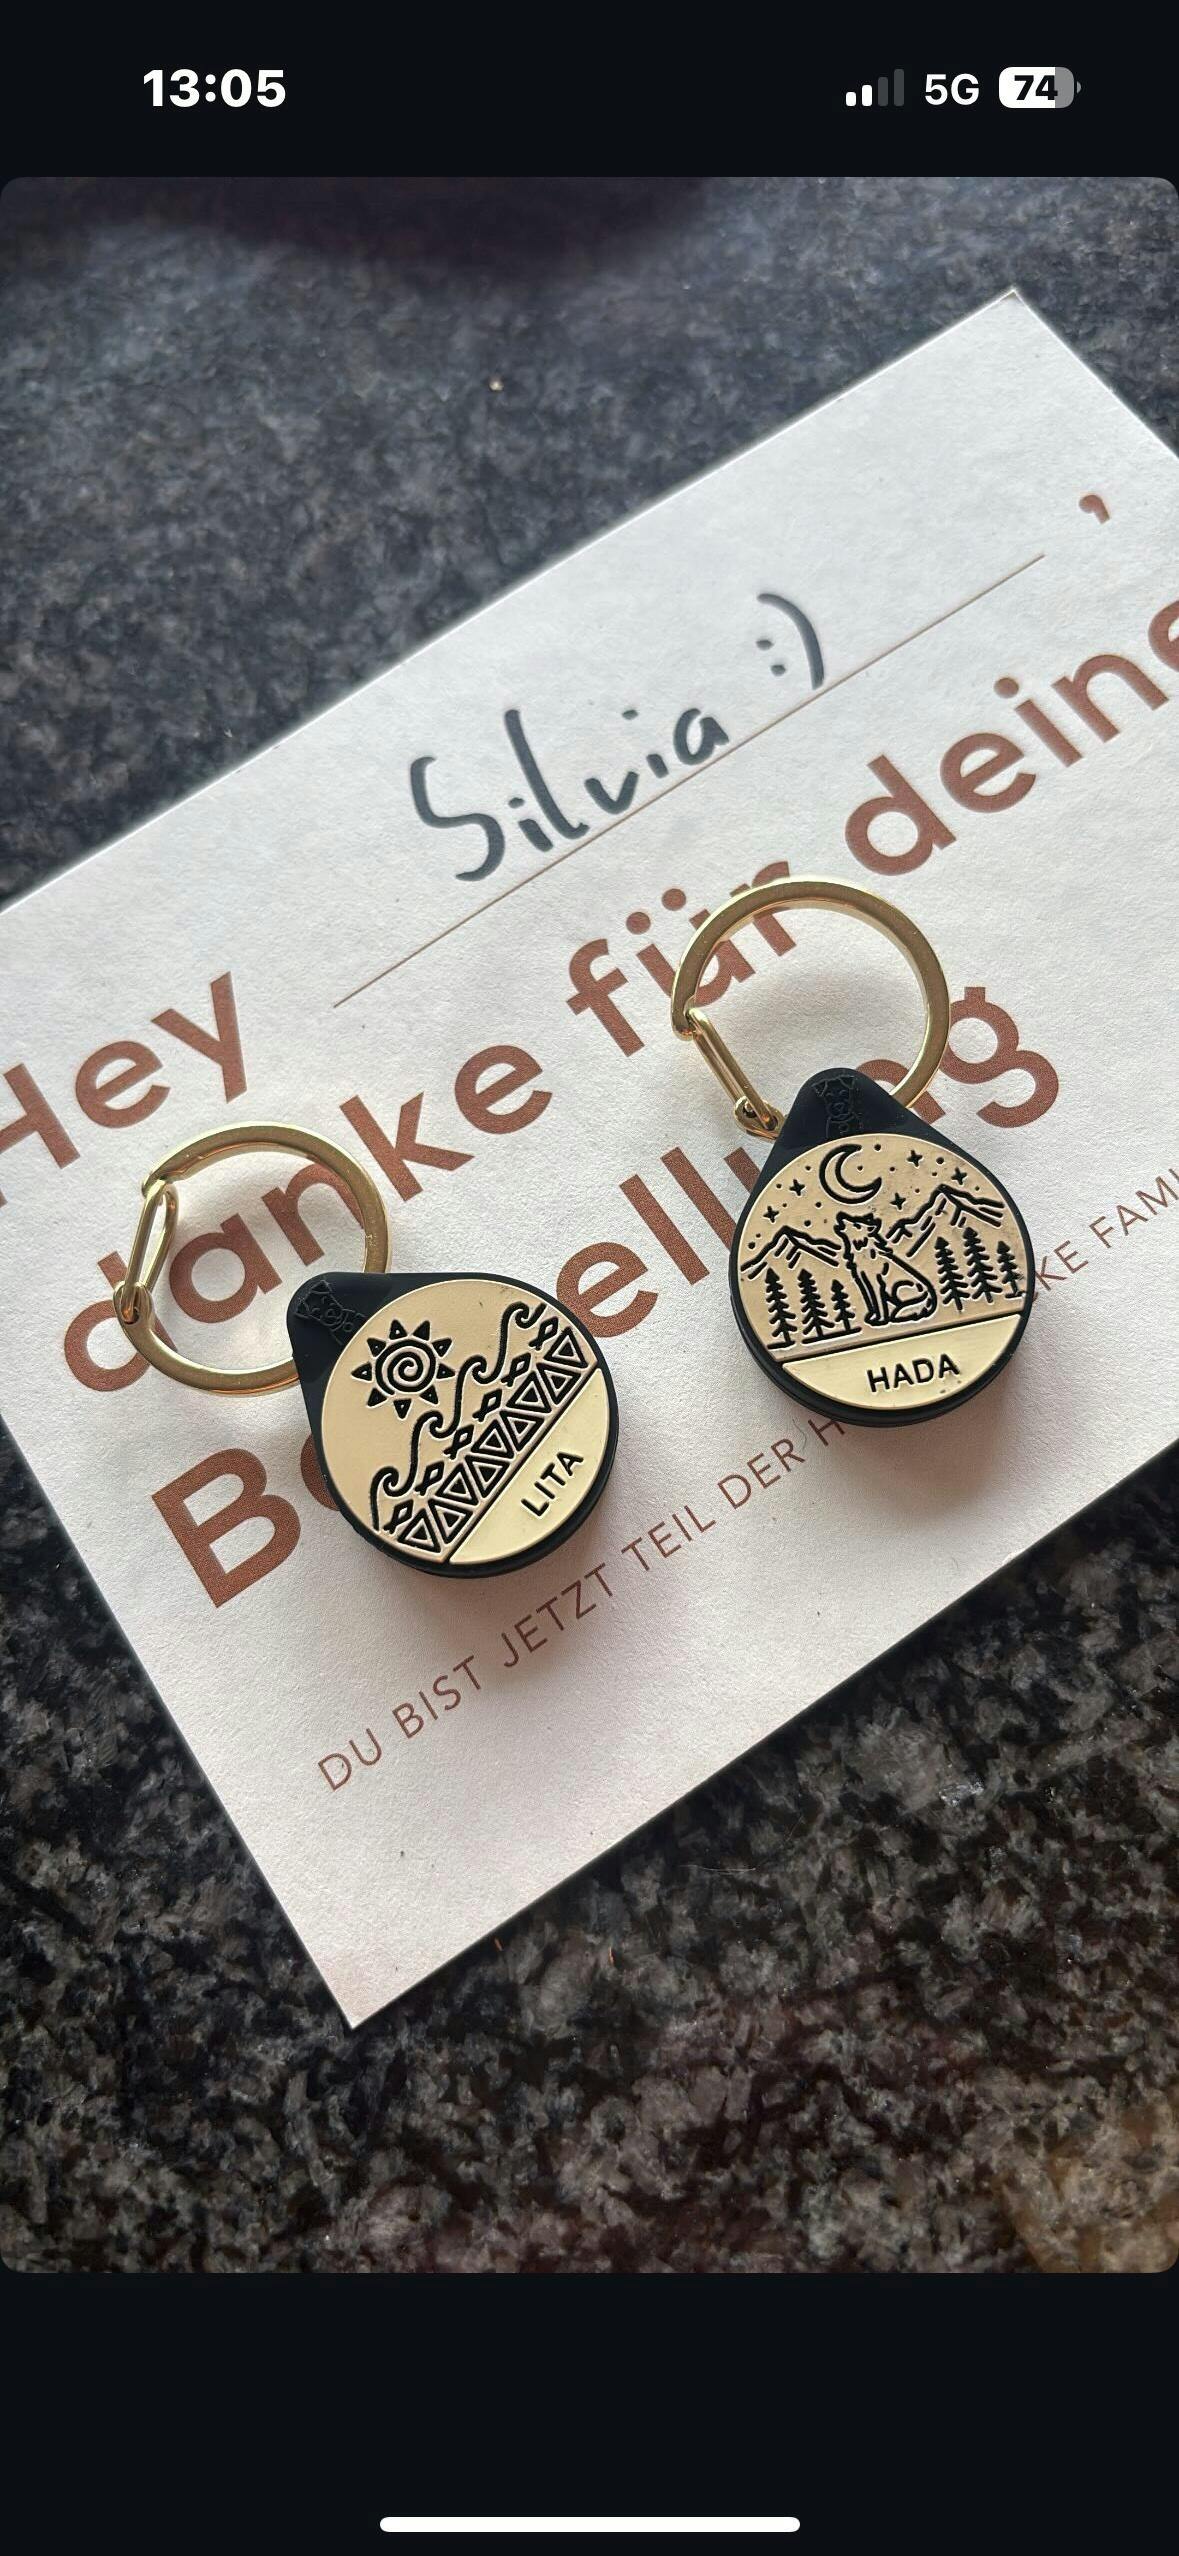 13:05 5G 74
Silvia :) ,
Hey
danke für deine
DU BIST JETZT TEIL DER
LITA
HADA